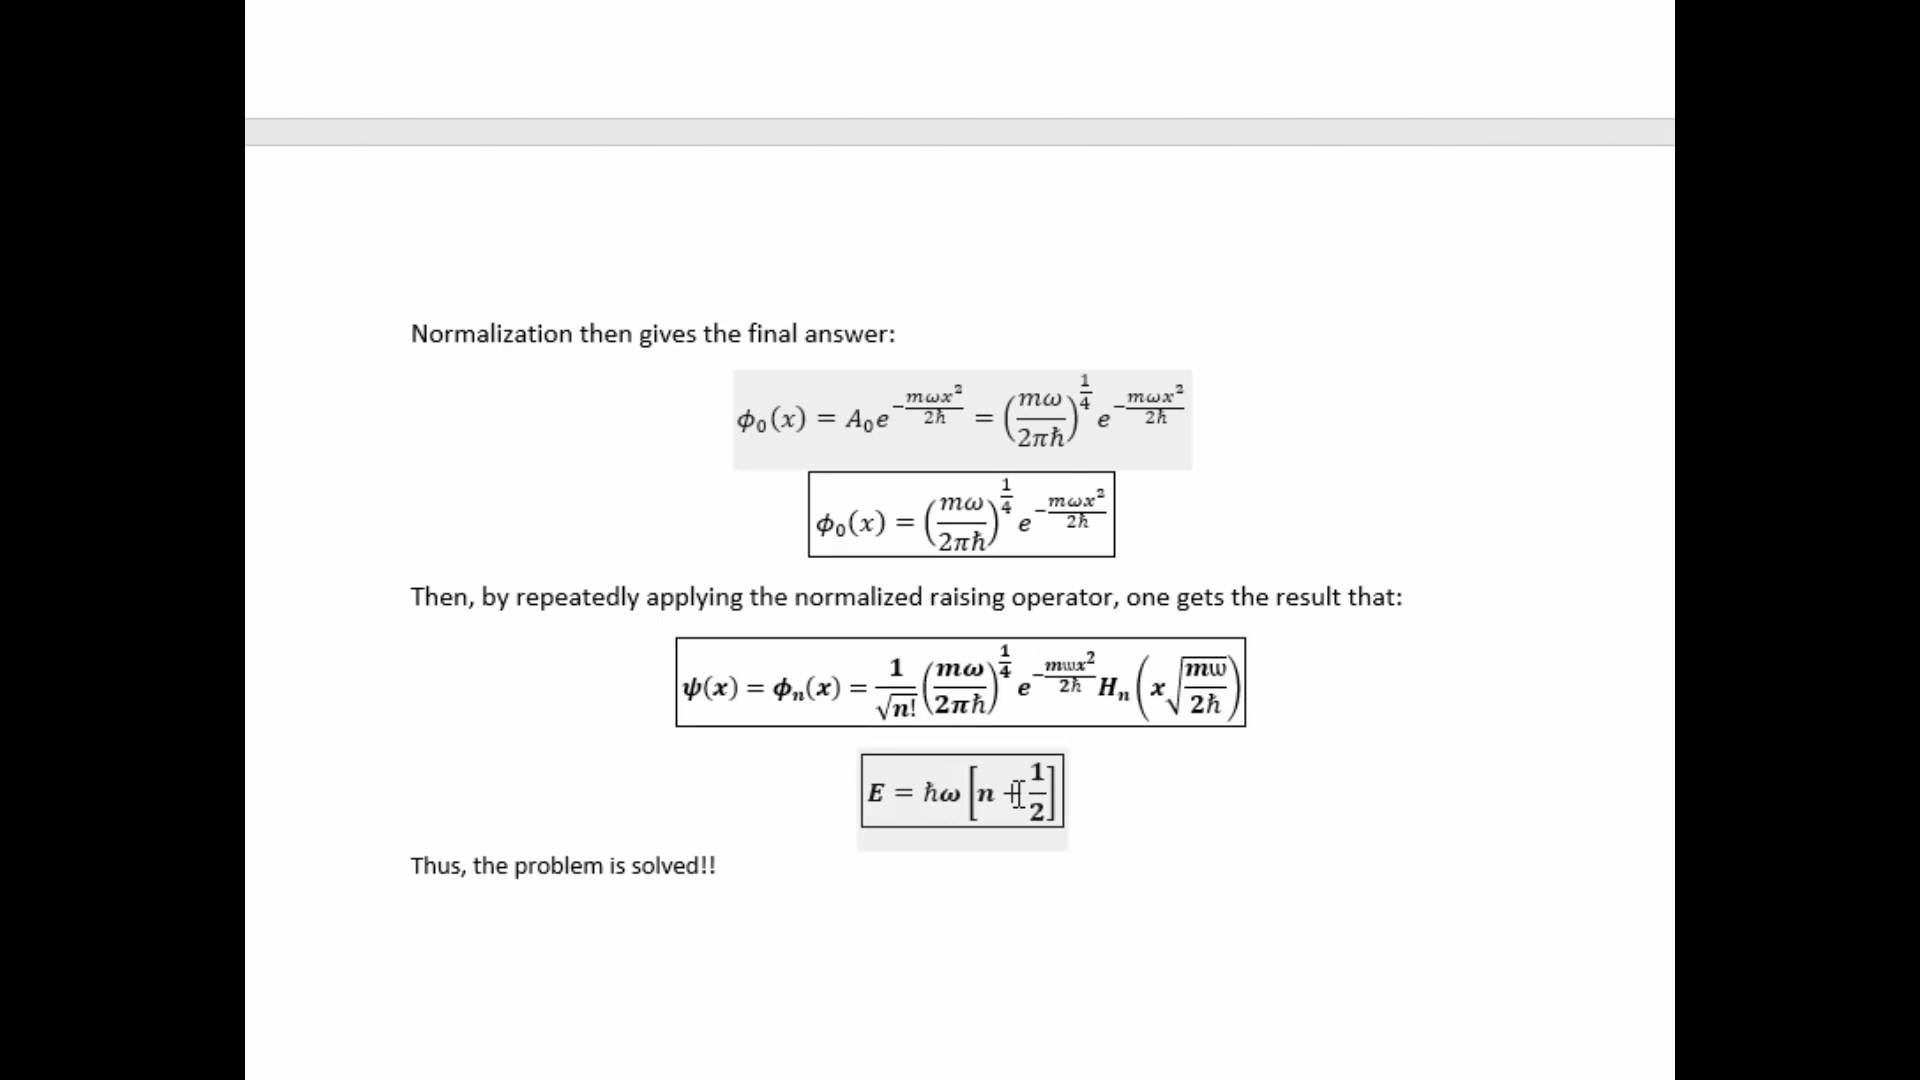 Normalization then gives the final answer:
ϕ₀(x) = A₀e^(−mωx²/2ħ) = (mω/2πħ)^(1/4) e^(−mωx²/2ħ)
ϕ₀(x) = (mω/2πħ)^(1/4) e^(−mωx²/2ħ)
Then, by repeatedly applying the normalized raising operator, one gets the result that:
ψ(x) = ϕₙ(x) = 1/√n! (mω/2πħ)^(1/4) e^(−mwx²/2ħ) Hₙ(x√(mw/2ħ))
E = ħω[n + 1/2]
Thus, the problem is solved!!